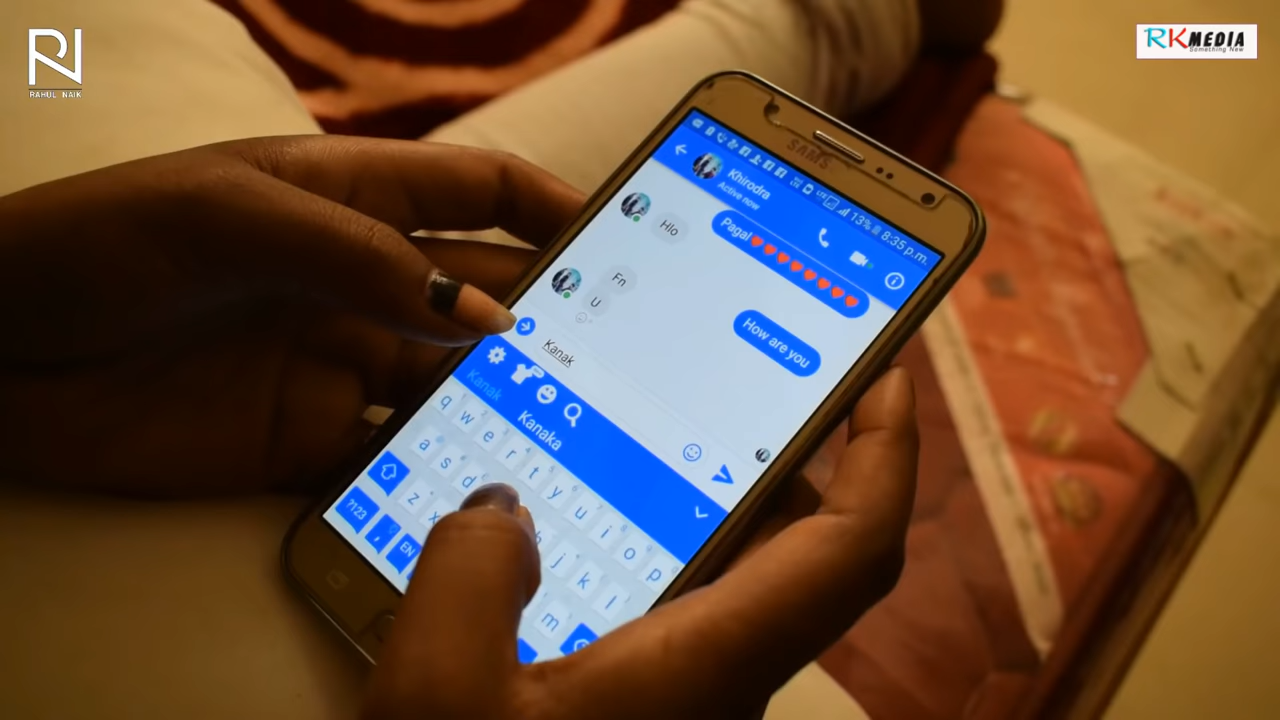 RAHUL NAIK
RKMEDIA
Something New
SAMS
13% 8:35 p.m.
Khirodra
Active now
Pagal❤❤❤❤❤❤❤❤
Hlo
How are you
Fn
U
Kanak
Kanak Kanaka
q w e r t y u i o p
a s d j k l
z x m
?123 , EN